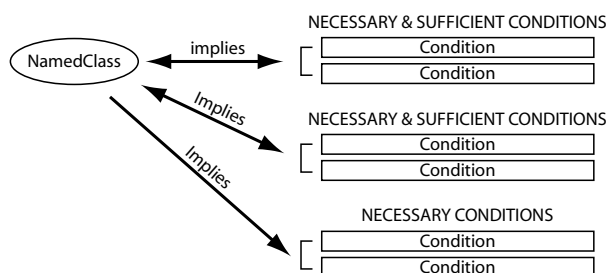 NECESSARY & SUFFICIENT CONDITIONS
NamedClass
implies
Condition
Condition
NECESSARY & SUFFICIENT CONDITIONS
Implies
Condition
Condition
Implies
NECESSARY CONDITIONS
Condition
Condition